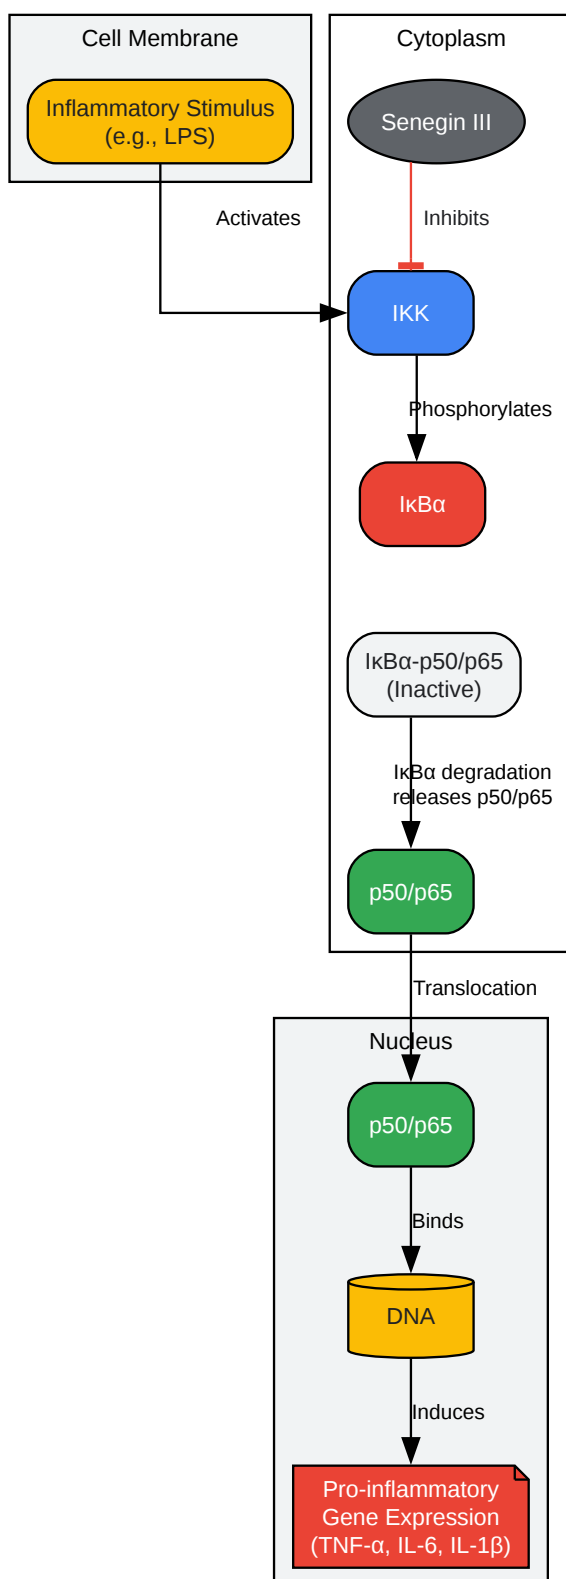 Cell Membrane
Cytoplasm
Inflammatory Stimulus
(e.g., LPS)
Senegin III
Activates
Inhibits
IKK
Phosphorylates
IκBα
IκBα-p50/p65
(Inactive)
IκBα degradation
releases p50/p65
p50/p65
Translocation
Nucleus
p50/p65
Binds
DNA
Induces
Pro-inflammatory
Gene Expression
(TNF-α, IL-6, IL-1β)